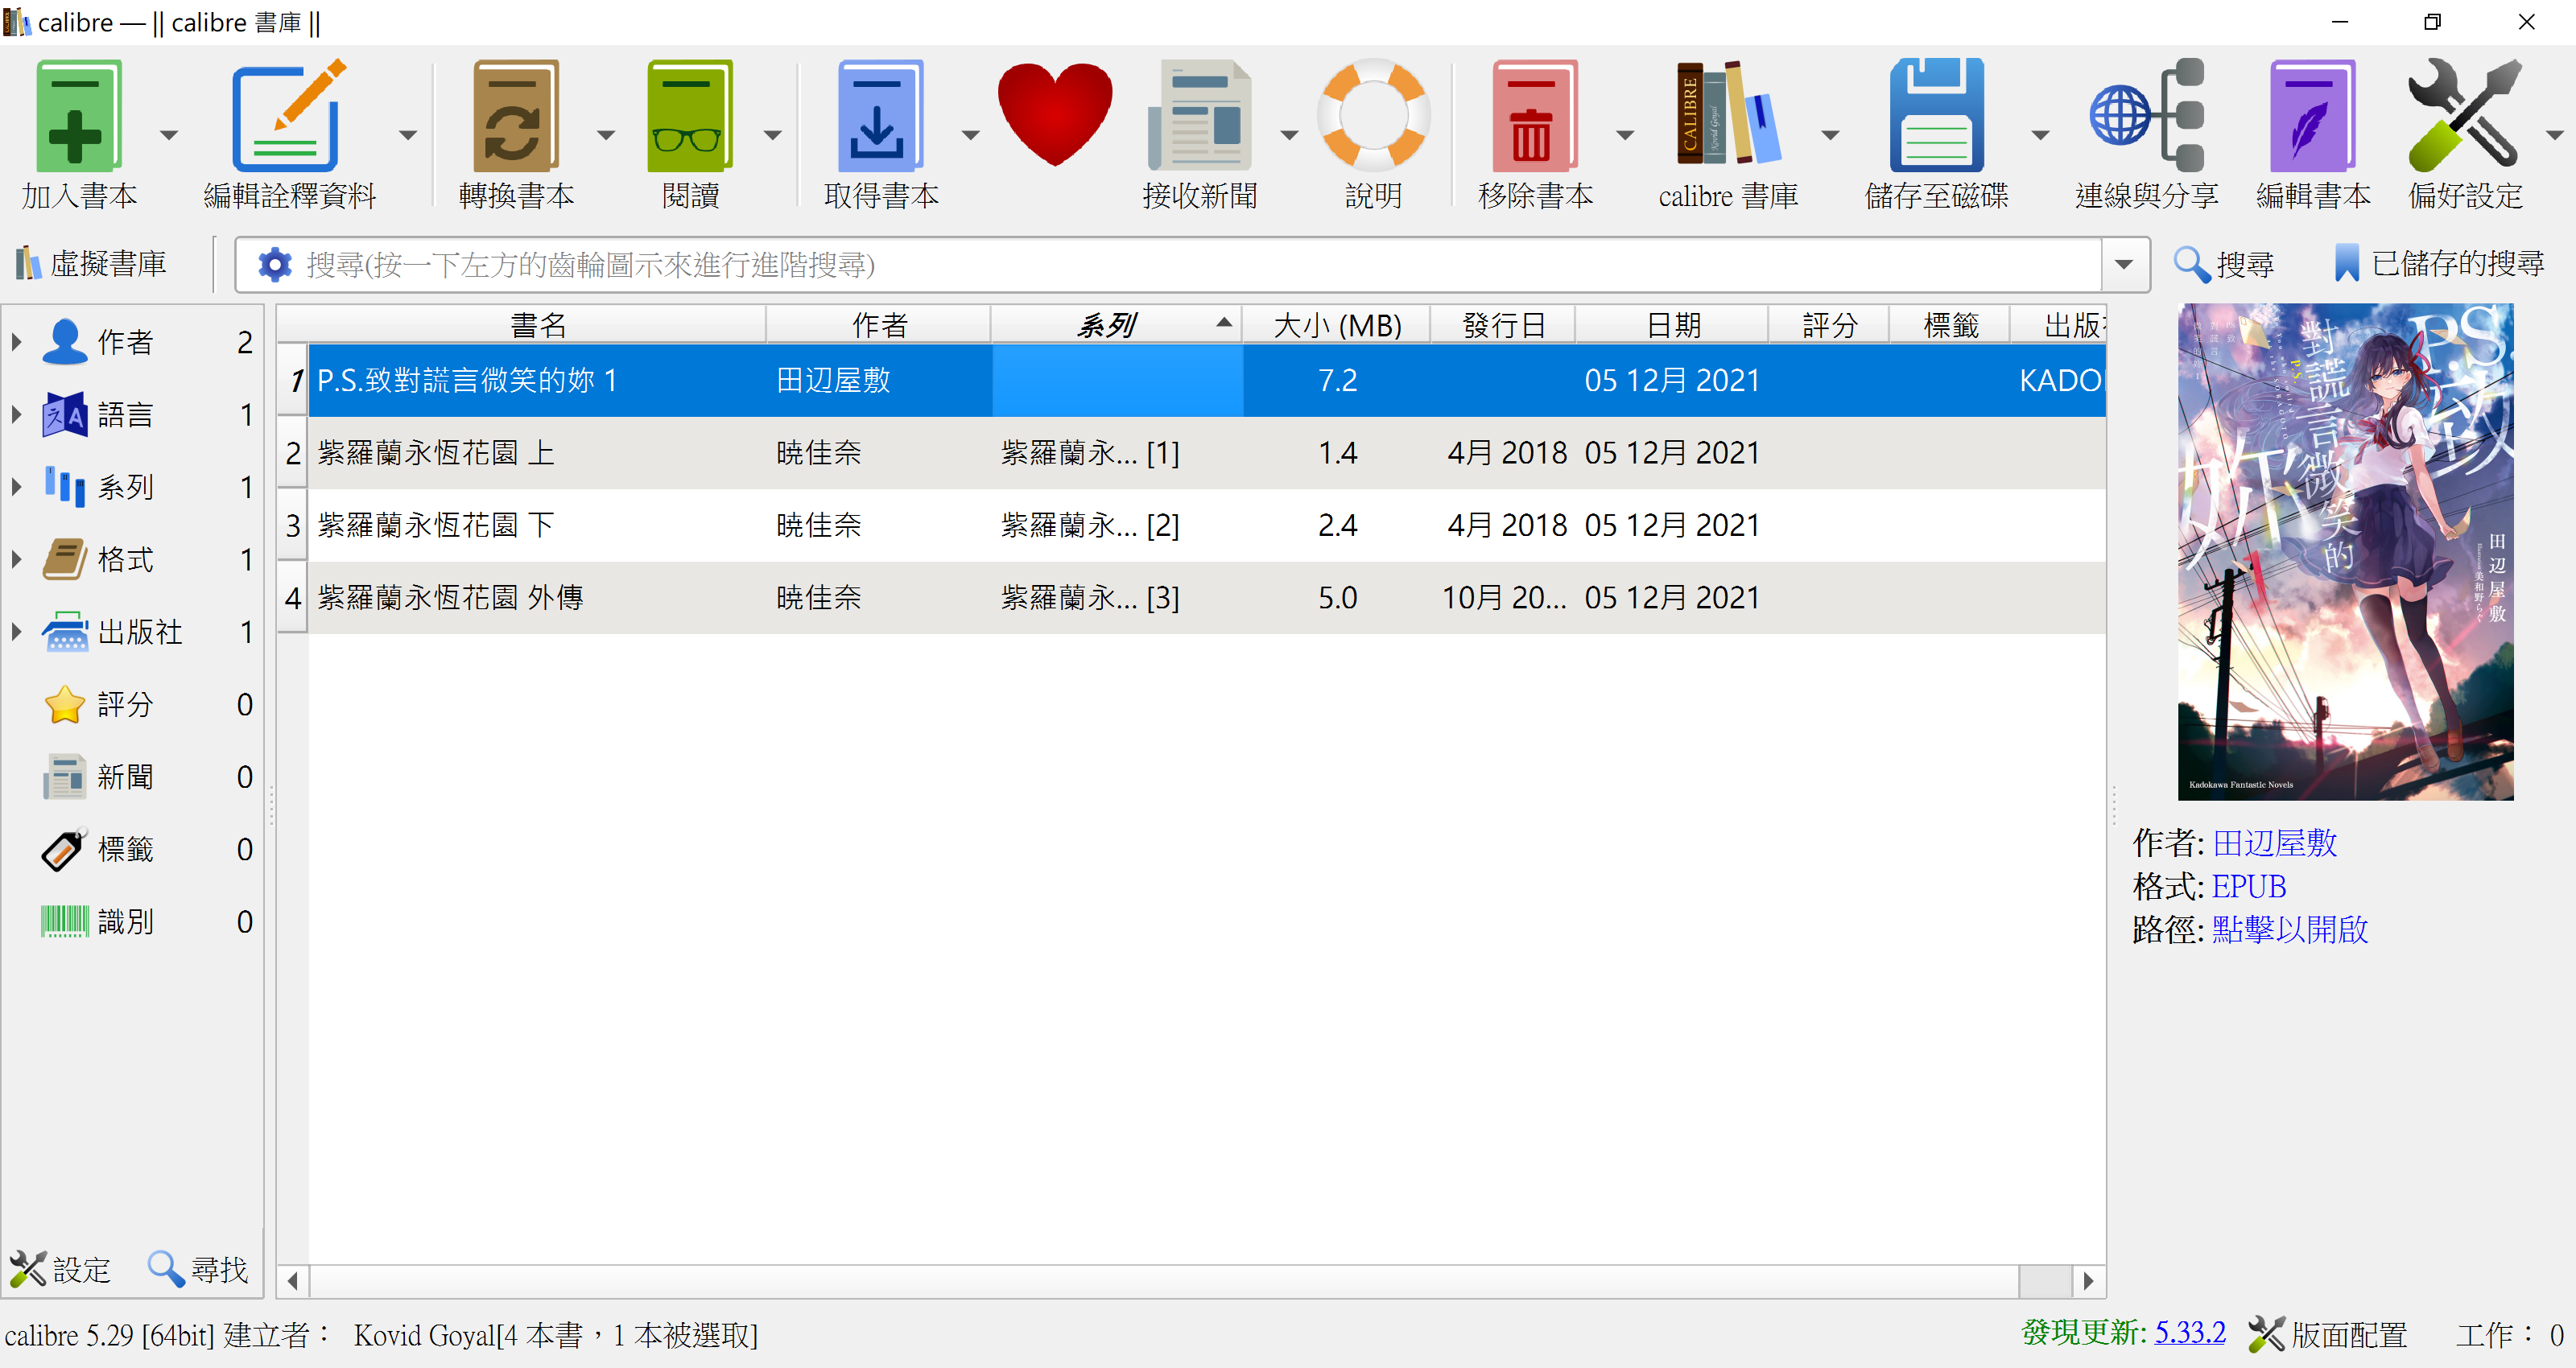 calibre — || calibre 書庫 ||
加入書本 編輯詮釋資料 轉換書本 閱讀 取得書本 接收新聞 說明 移除書本 calibre 書庫 儲存至磁碟 連線與分享 編輯書本 偏好設定
CALIBRE
Kovid Goyal
虛擬書庫 搜尋(按一下左方的齒輪圖示來進行進階搜尋) 搜尋 已儲存的搜尋
作者 2
語言 1
系列 1
格式 1
出版社 1
評分 0
新聞 0
標籤 0
識別 0
設定 尋找
書名 作者 系列 大小 (MB) 發行日 日期 評分 標籤 出版
1 P.S.致對謊言微笑的妳 1 田辺屋敷 7.2 05 12月 2021 KADO
2 紫羅蘭永恆花園 上 暁佳奈 紫羅蘭永... [1] 1.4 4月 2018 05 12月 2021
3 紫羅蘭永恆花園 下 暁佳奈 紫羅蘭永... [2] 2.4 4月 2018 05 12月 2021
4 紫羅蘭永恆花園 外傳 暁佳奈 紫羅蘭永... [3] 5.0 10月 20... 05 12月 2021
P.S.致
對謊言微笑的
妳
1
田辺屋敷
美和野らぐ
Kadokawa Fantastic Novels
作者: 田辺屋敷
格式: EPUB
路徑: 點擊以開啟
calibre 5.29 [64bit] 建立者： Kovid Goyal[4 本書，1 本被選取]
發現更新: 5.33.2 版面配置 工作： 0